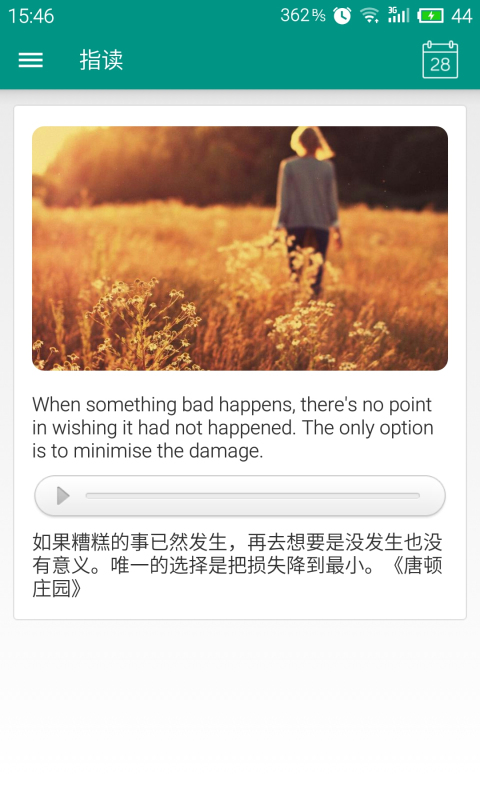 15:46
362 B/s 3G 44
指读
28
When something bad happens, there's no point
in wishing it had not happened. The only option
is to minimise the damage.
如果糟糕的事已然发生，再去想要是没发生也没
有意义。唯一的选择是把损失降到最小。《唐顿
庄园》